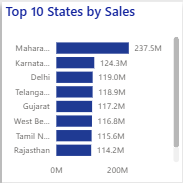 Top 10 States by Sales
Mahara... 237.5M
Karnata... 124.3M
Delhi 119.0M
Telanga... 118.9M
Gujarat 117.2M
West Be... 116.8M
Tamil N... 115.6M
Rajasthan 114.2M
0M 200M